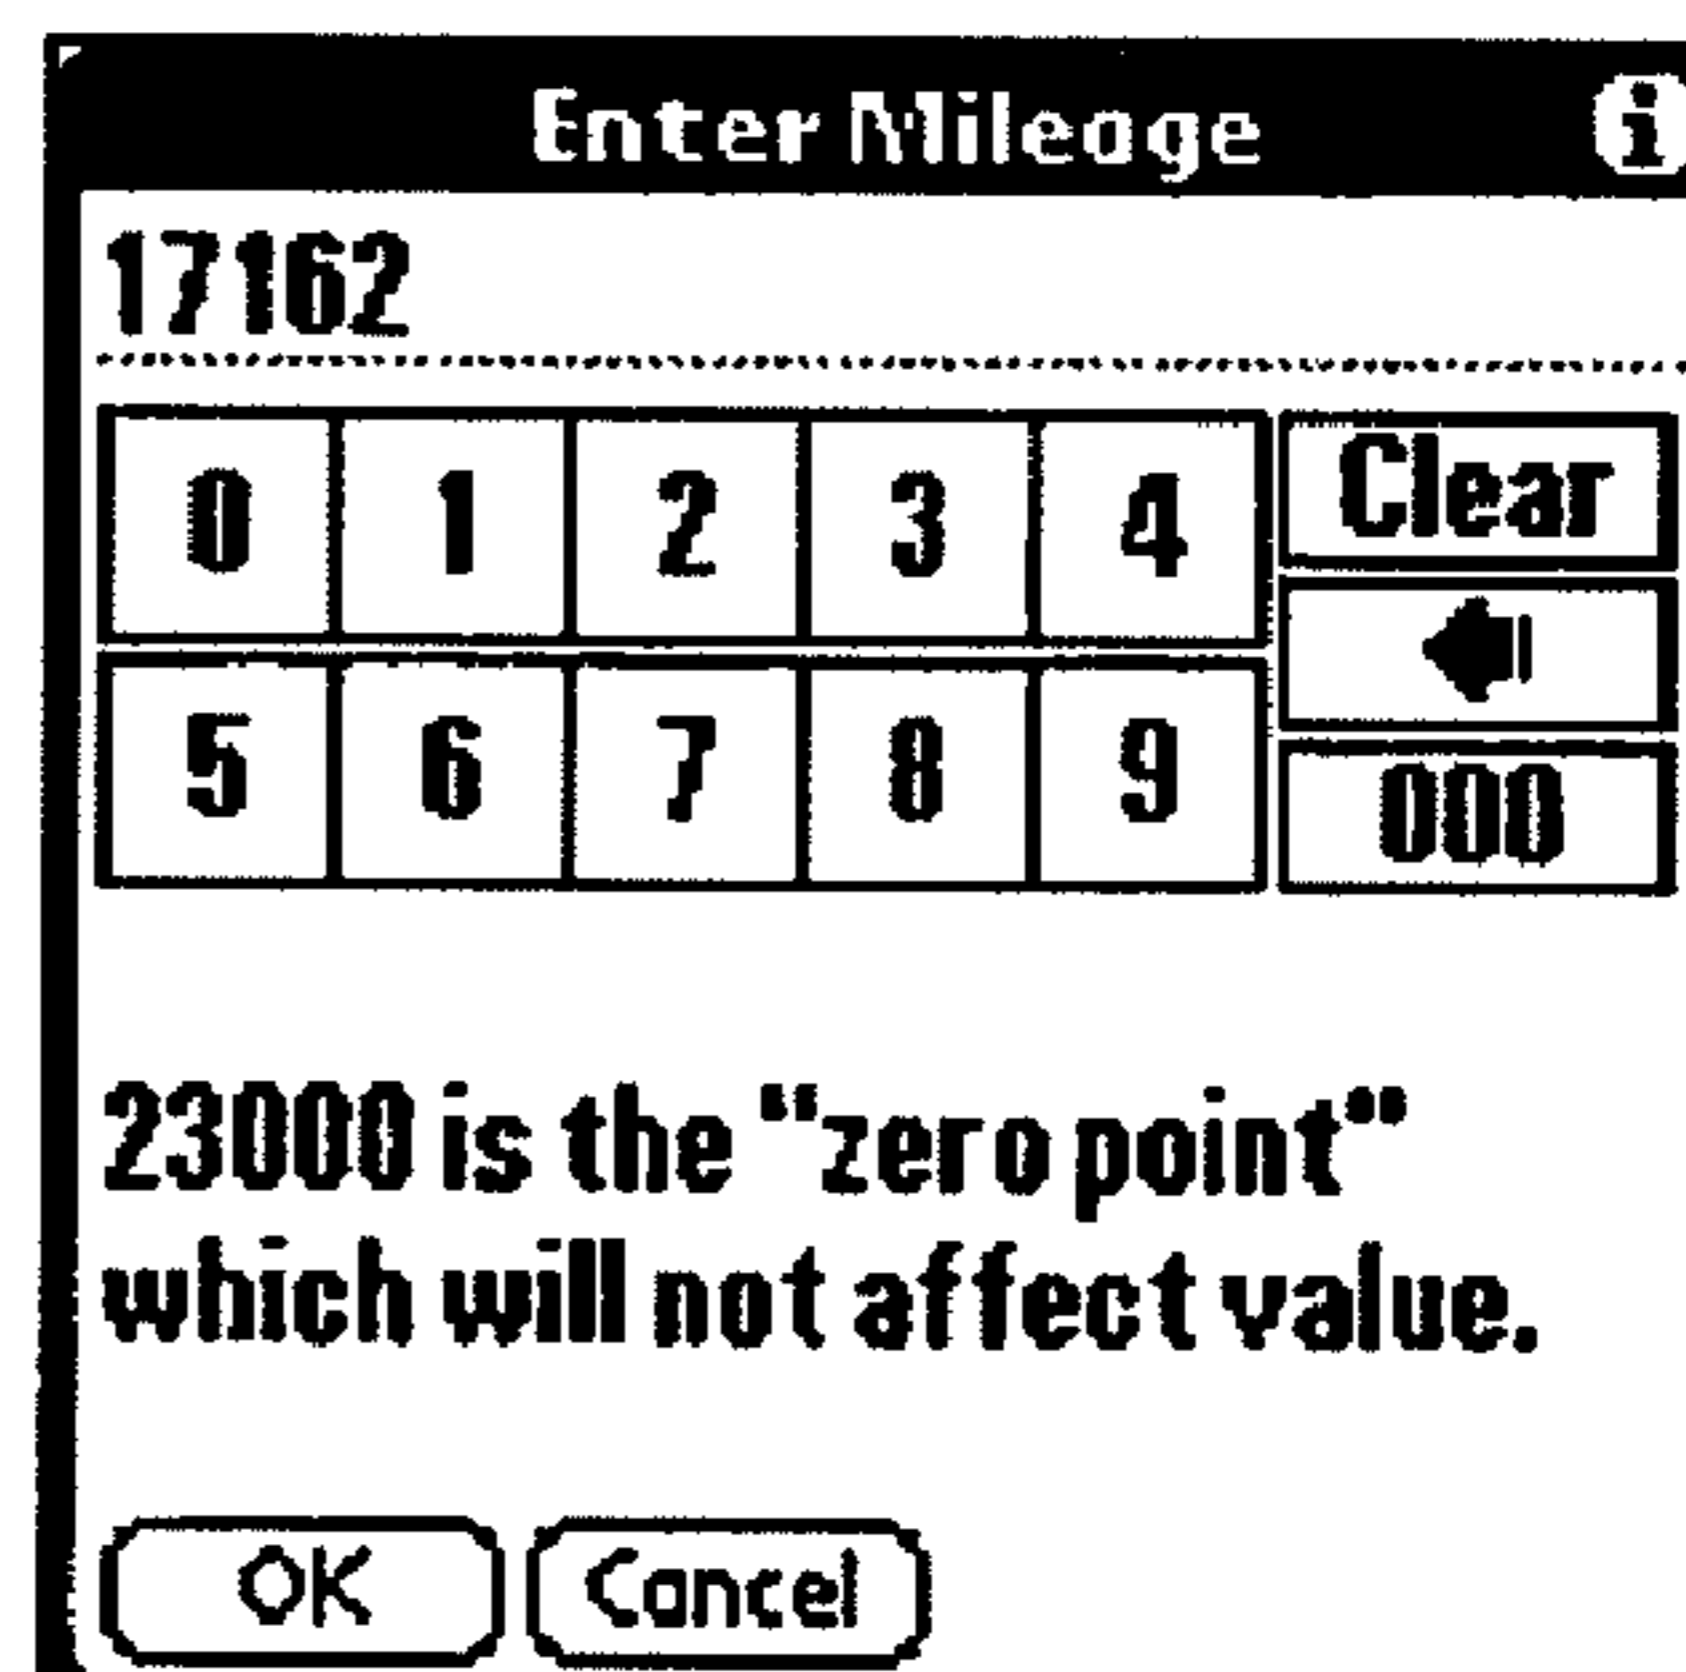 Enter Mileage i
17162
0 1 2 3 4 Clear
5 6 7 8 9 000
23000 is the “zero point”
which will not affect value.
OK Cancel